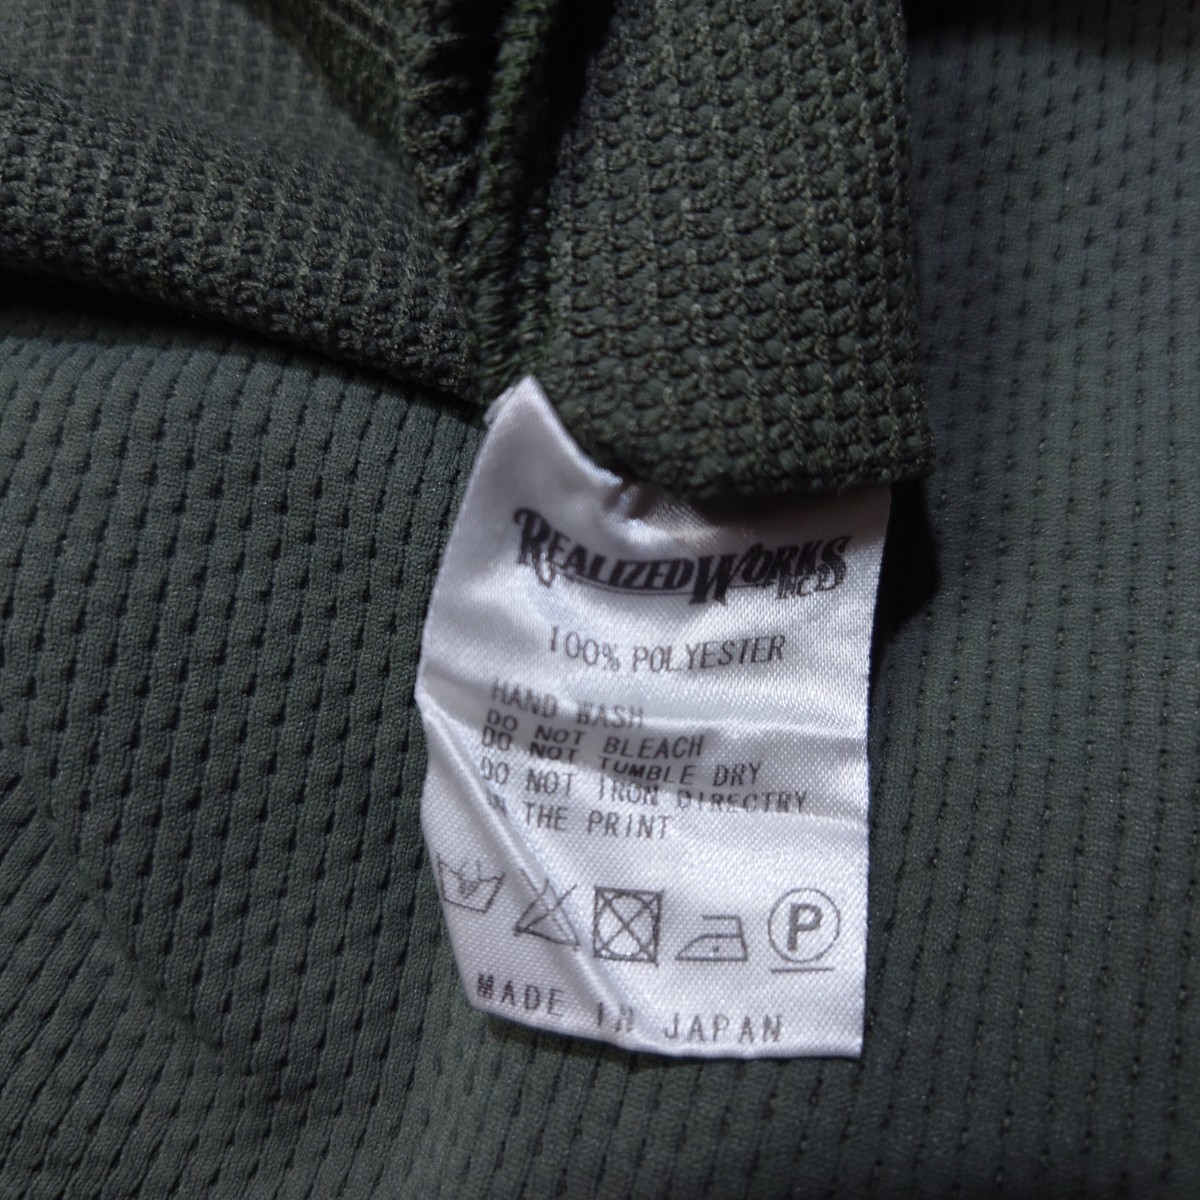 REALIZED WORKS
INC
100% POLYESTER
HAND WASH
DO NOT BLEACH
DO NOT TUMBLE DRY
DO NOT IRON DIRECTRY
ON THE PRINT
P
MADE IN JAPAN